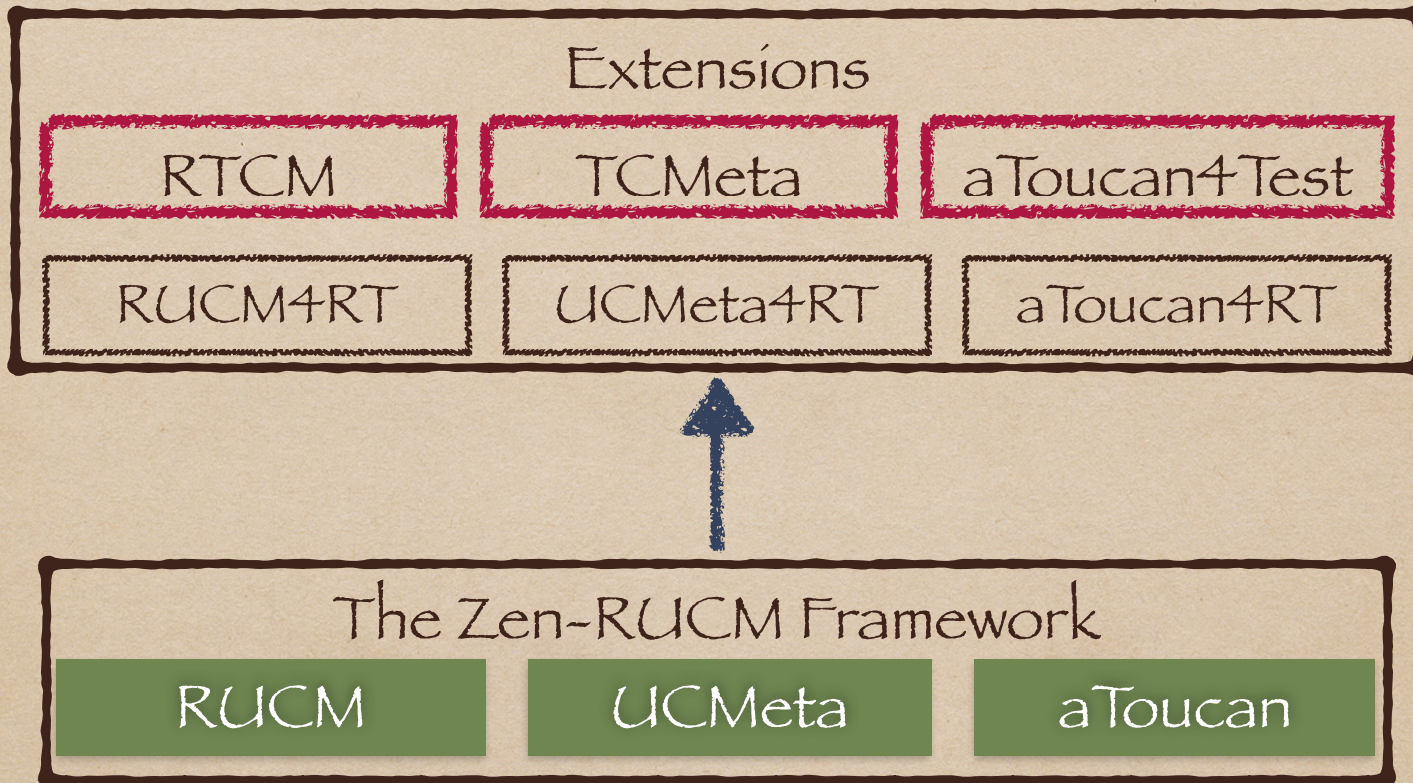 Extensions
RTCM TCMeta aToucan4Test
RUCM4RT UCMeta4RT aToucan4RT
The Zen-RUCM Framework
RUCM UCMeta aToucan